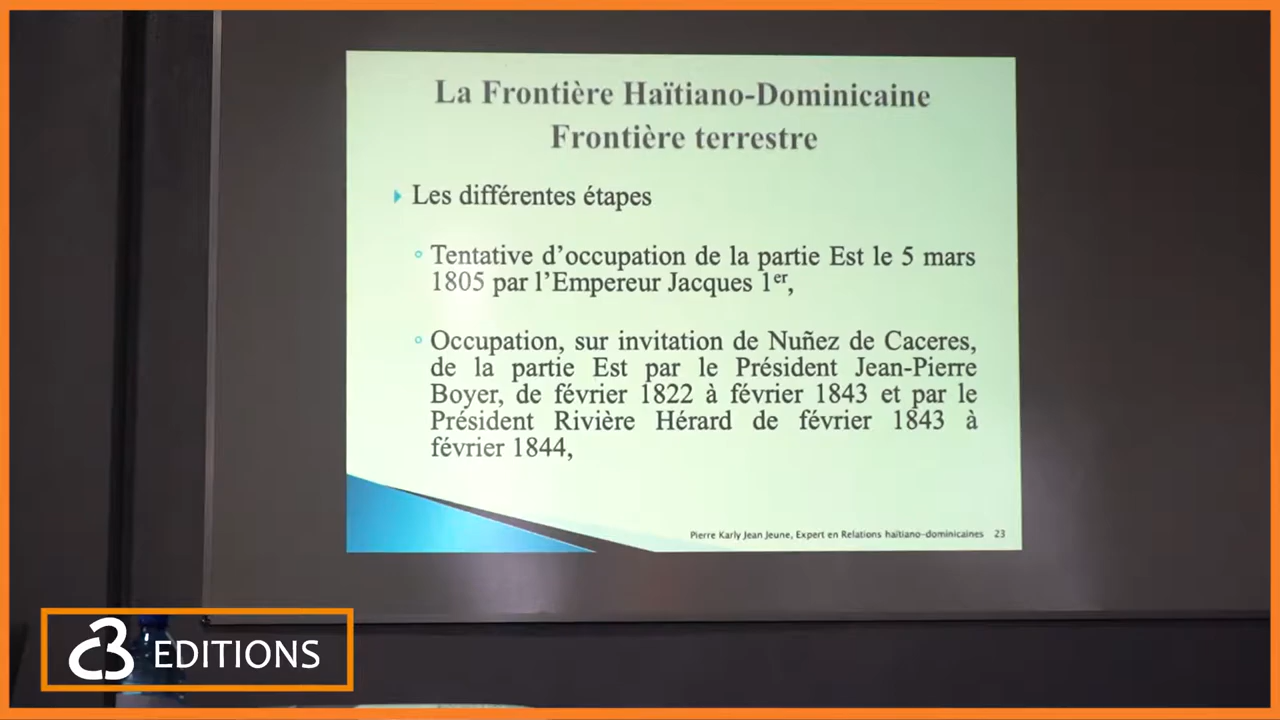 La Frontière Haïtiano-Dominicaine
Frontière terrestre
Les différentes étapes
Tentative d'occupation de la partie Est le 5 mars
1805 par l'Empereur Jacques 1er,
Occupation, sur invitation de Nuñez de Caceres,
de la partie Est par le Président Jean-Pierre
Boyer, de février 1822 à février 1843 et par le
Président Rivière Hérard de février 1843 à
février 1844,
Pierre Karly Jean Jeune, Expert en Relations haïtiano-dominicaines 23
EDITIONS